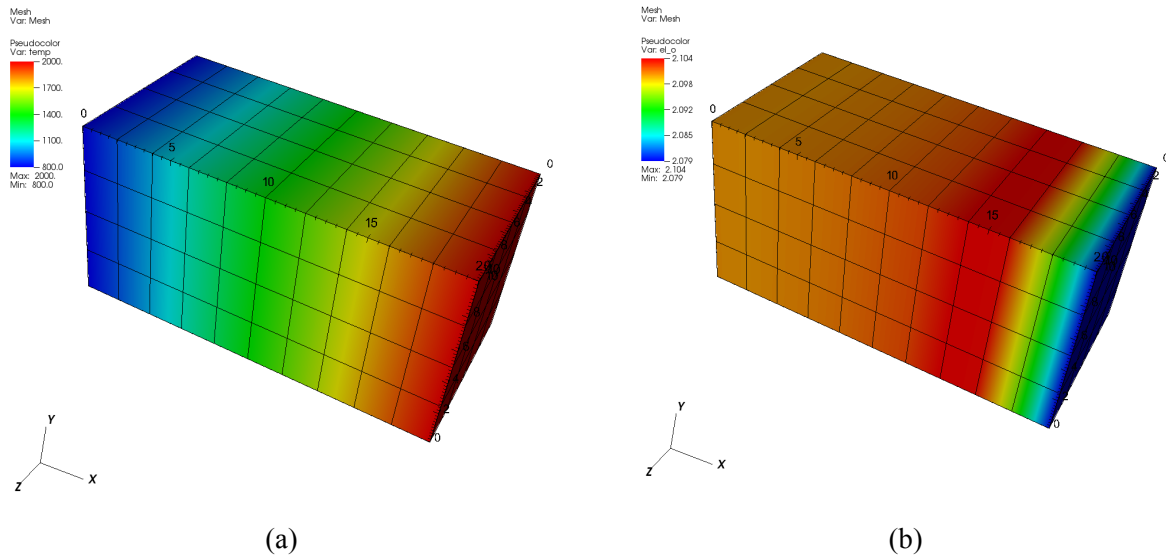 Mesh
Var: Mesh
Pseudocolor
Var: temp
2000.
1700.
1400.
1100.
800.0
Max: 2000.
Min: 800.0
0
5
10
15
0
2
0
Y
X
Z
(a)
Mesh
Var: Mesh
Pseudocolor
Var: el_o
2.104
2.098
2.092
2.085
2.079
Max: 2.104
Min: 2.079
0
5
10
15
0
2
0
Y
X
Z
(b)